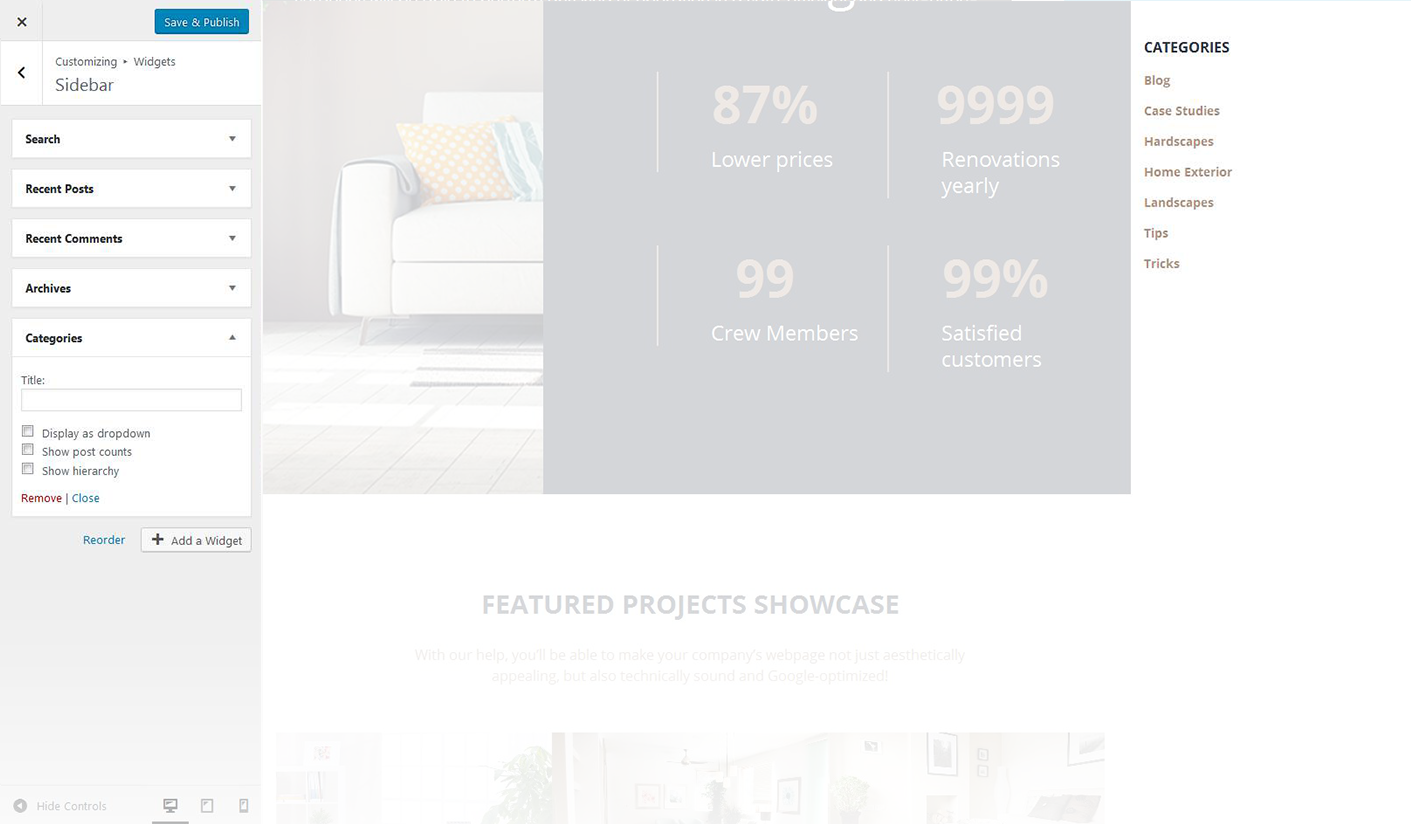 Save & Publish
Customizing ▸ Widgets
Sidebar
Search
Recent Posts
Recent Comments
Archives
Categories
Title:
Display as dropdown
Show post counts
Show hierarchy
Remove | Close
Reorder
Add a Widget
Hide Controls
87%
Lower prices
9999
Renovations
yearly
99
Crew Members
99%
Satisfied
customers
FEATURED PROJECTS SHOWCASE
With our help, you'll be able to make your company's webpage not just aesthetically
appealing, but also technically sound and Google-optimized!
CATEGORIES
Blog
Case Studies
Hardscapes
Home Exterior
Landscapes
Tips
Tricks